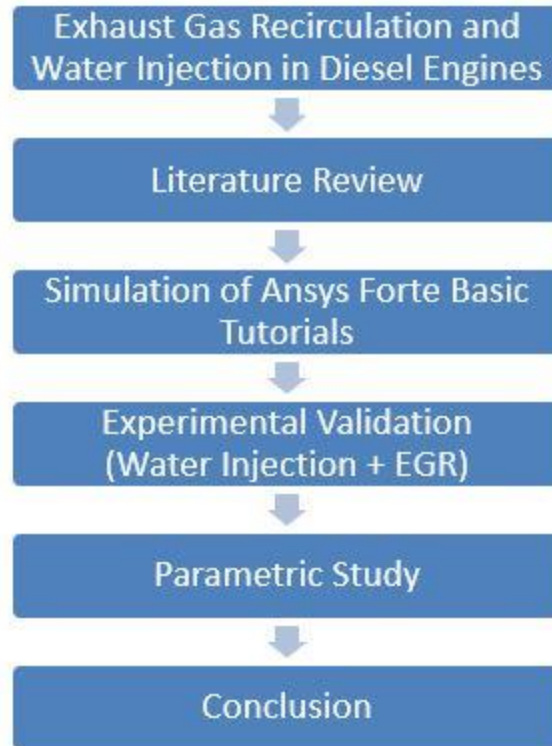 Exhaust Gas Recirculation and
Water Injection in Diesel Engines
Literature Review
Simulation of Ansys Forte Basic
Tutorials
Experimental Validation
(Water Injection + EGR)
Parametric Study
Conclusion